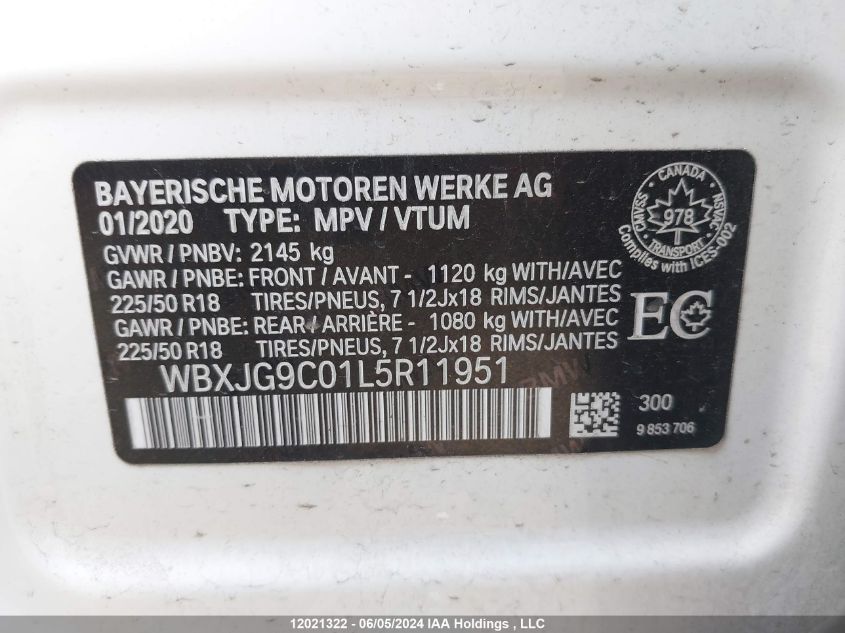 BAYERISCHE MOTOREN WERKE AG
01/2020 TYPE: MPV / VTUM
GVWR / PNBV: 2145 kg
GAWR / PNBE: FRONT / AVANT - 1120 kg WITH/AVEC
225/50 R18 TIRES/PNEUS, 7 1/2Jx18 RIMS/JANTES
GAWR / PNBE: REAR / ARRIÈRE - 1080 kg WITH/AVEC
225/50 R18 TIRES/PNEUS, 7 1/2Jx18 RIMS/JANTES
WBXJG9C01L5R11951
CANADA
CMVSS
NSVAC
978
TRANSPORT
Complies with ICES-002
EC
300
9 853 706
12021322 - 06/05/2024 IAA Holdings , LLC